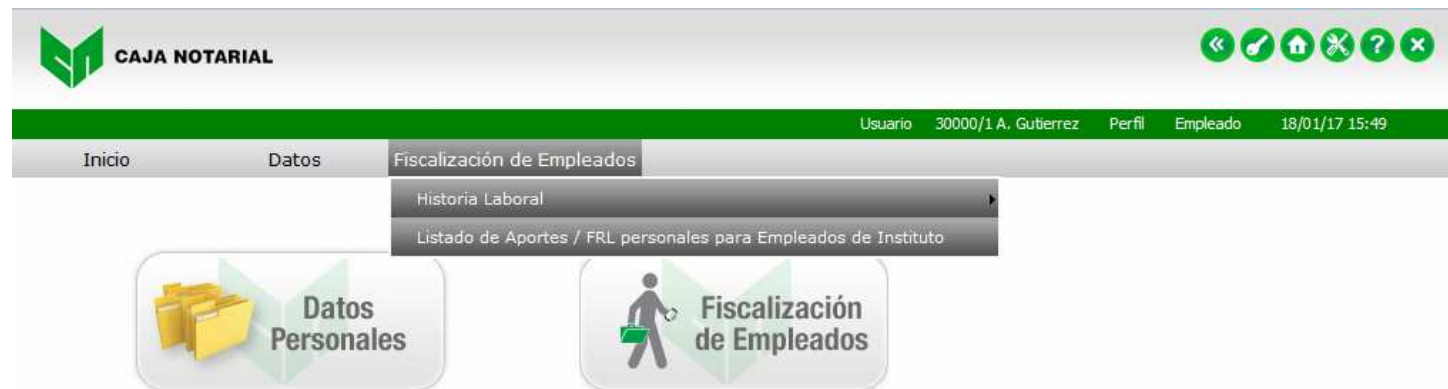 CAJA NOTARIAL
Usuario 30000/1 A. Gutierrez Perfil Empleado 18/01/17 15:49
Inicio Datos Fiscalización de Empleados
Historia Laboral
Listado de Aportes / FRL personales para Empleados de Instituto
Datos
Personales
Fiscalización
de Empleados